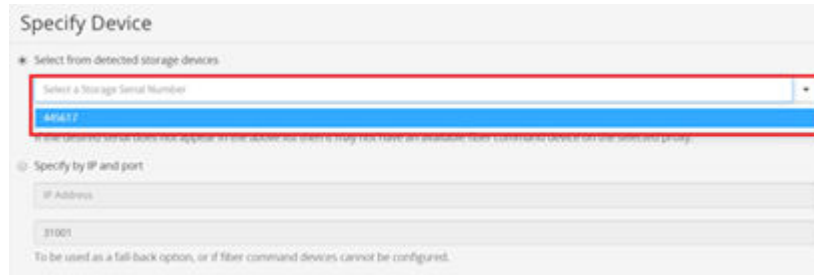 Specify Device
Select from detected storage devices
Select a Storage Serial Number
445617
If the desired serial does not appear in the above list then it may not have an available fiber command device on the selected proxy.
Specify by IP and port
IP Address
31001
To be used as a fall-back option, or if fiber command devices cannot be configured.